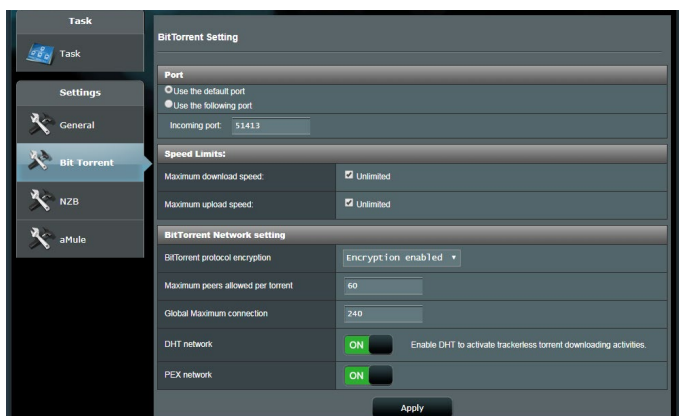 Task
Task
Settings
General
Bit Torrent
NZB
aMule
BitTorrent Setting
Port
Use the default port
Use the following port
Incoming port: 51413
Speed Limits:
Maximum download speed: Unlimited
Maximum upload speed: Unlimited
BitTorrent Network setting
BitTorrent protocol encryption Encryption enabled
Maximum peers allowed per torrent 60
Global Maximum connection 240
DHT network ON Enable DHT to activate trackerless torrent downloading activities.
PEX network ON
Apply